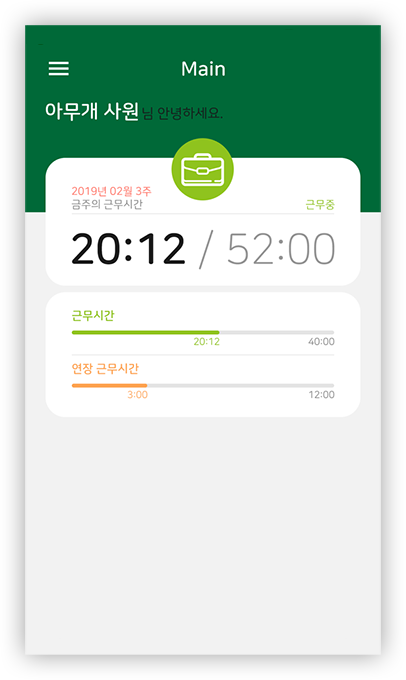 Main
아무개 사원님 안녕하세요.
2019년 02월 3주
금주의 근무시간 근무중
20:12 / 52:00
근무시간
20:12 40:00
연장 근무시간
3:00 12:00